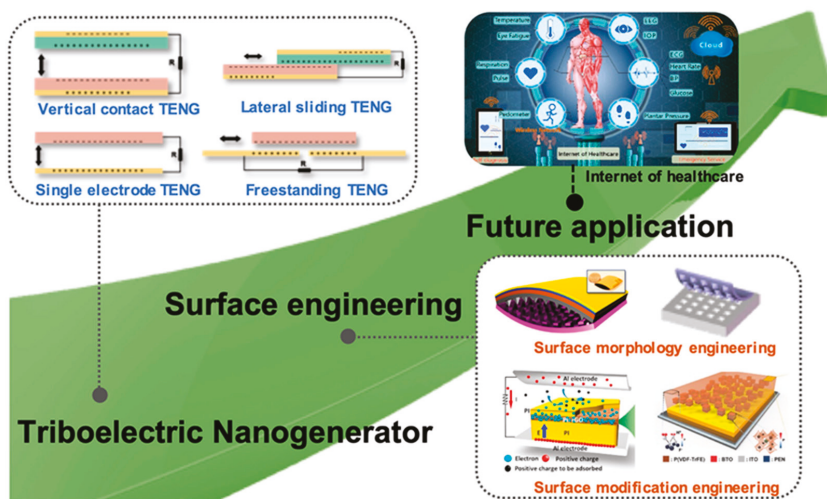 R
R
Vertical contact TENG
Lateral sliding TENG
R
R
Single electrode TENG
Freestanding TENG
Temperature
Eye Fatigue
EEG
EOP
Cloud
Respiration
Pulse
ECG
Heart Rate
BP
Glucose
Pedometer
Plantar Pressure
Internet of Healthcare
Internet of healthcare
Future application
Surface engineering
Triboelectric Nanogenerator
Surface morphology engineering
Al electrode
PI
PI
E
Al electrode
Electron
Positive charge
Positive charge to be adsorbed
: P(VDF-TrFE)
: BTO
: ITO
: PEN
Surface modification engineering